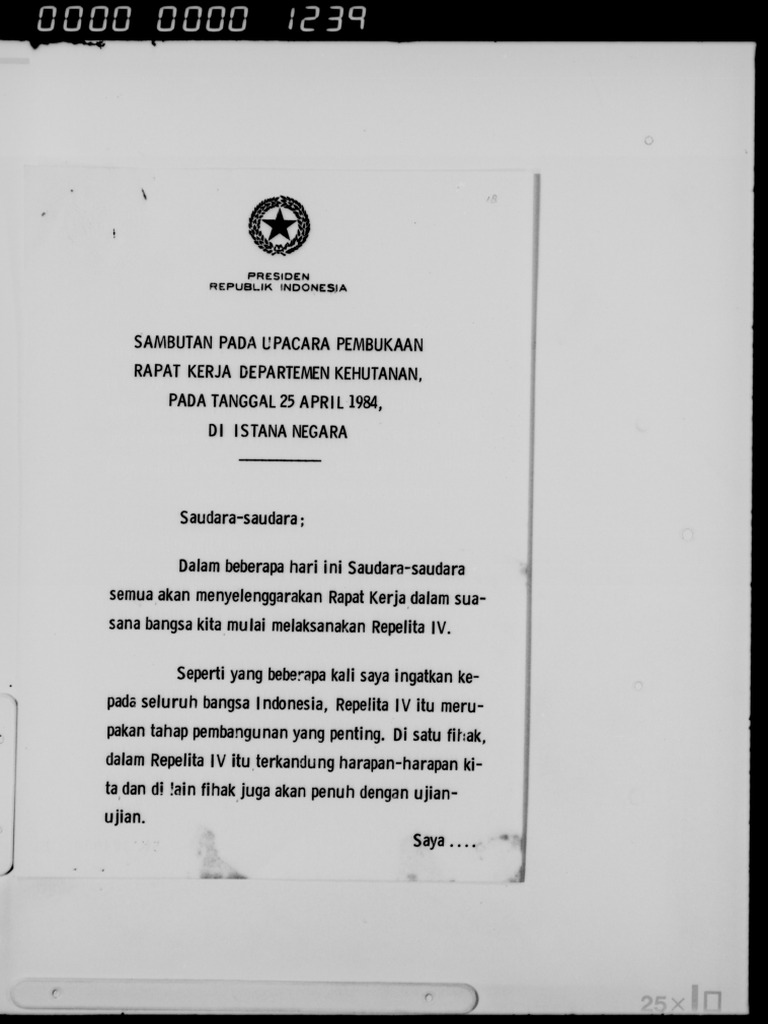 0000 0000 1239
18
PRESIDEN
REPUBLIK INDONESIA
SAMBUTAN PADA UPACARA PEMBUKAAN
RAPAT KERJA DEPARTEMEN KEHUTANAN,
PADA TANGGAL 25 APRIL 1984,
DI ISTANA NEGARA
Saudara-saudara;
Dalam beberapa hari ini Saudara-saudara
semua akan menyelenggarakan Rapat Kerja dalam sua-
sana bangsa kita mulai melaksanakan Repelita IV.
Seperti yang beberapa kali saya ingatkan ke-
pada seluruh bangsa Indonesia, Repelita IV itu meru-
pakan tahap pembangunan yang penting. Di satu fihak,
dalam Repelita IV itu terkandung harapan-harapan ki-
ta dan di lain fihak juga akan penuh dengan ujian-
ujian.
Saya ....
25×